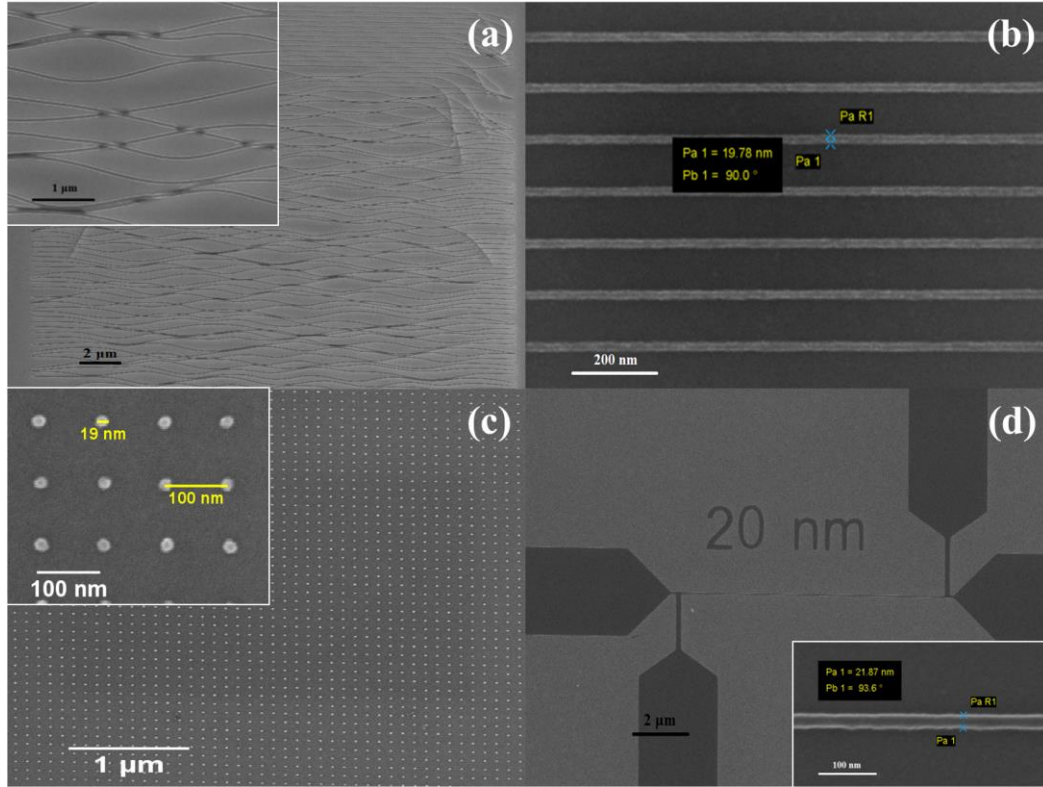 (a)
1 µm
2 µm
(b)
Pa R1
Pa 1 = 19.78 nm
Pb 1 = 90.0 °
Pa 1
200 nm
(c)
19 nm
100 nm
100 nm
1 µm
(d)
20 nm
2 µm
Pa 1 = 21.87 nm
Pb 1 = 93.6 °
Pa R1
Pa 1
100 nm